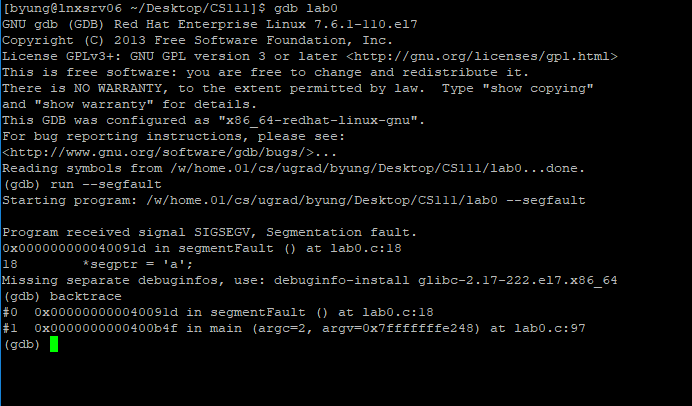 [byung@lnxsrv06 ~/Desktop/CS111]$ gdb lab0
GNU gdb (GDB) Red Hat Enterprise Linux 7.6.1-110.el7
Copyright (C) 2013 Free Software Foundation, Inc.
License GPLv3+: GNU GPL version 3 or later <http://gnu.org/licenses/gpl.html>
This is free software: you are free to change and redistribute it.
There is NO WARRANTY, to the extent permitted by law.  Type "show copying"
and "show warranty" for details.
This GDB was configured as "x86_64-redhat-linux-gnu".
For bug reporting instructions, please see:
<http://www.gnu.org/software/gdb/bugs/>...
Reading symbols from /w/home.01/cs/ugrad/byung/Desktop/CS111/lab0...done.
(gdb) run --segfault
Starting program: /w/home.01/cs/ugrad/byung/Desktop/CS111/lab0 --segfault

Program received signal SIGSEGV, Segmentation fault.
0x000000000040091d in segmentFault () at lab0.c:18
18        *segptr = 'a';
Missing separate debuginfos, use: debuginfo-install glibc-2.17-222.el7.x86_64
(gdb) backtrace
#0  0x000000000040091d in segmentFault () at lab0.c:18
#1  0x0000000000400b4f in main (argc=2, argv=0x7fffffffe248) at lab0.c:97
(gdb)